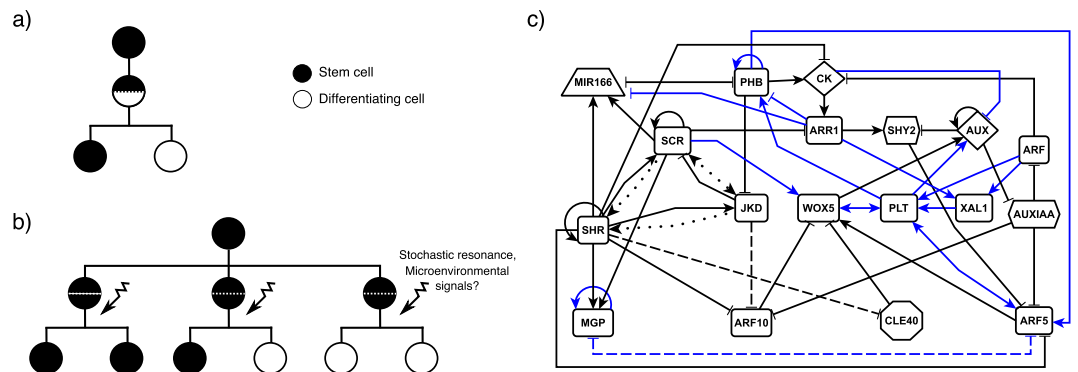 a)
Stem cell
Differentiating cell
b)
Stochastic resonance,
Microenvironmental
signals?
c)
MIR166
PHB
CK
SCR
ARR1
SHY2
AUX
ARF
JKD
WOX5
PLT
XAL1
AUXIAA
SHR
MGP
ARF10
CLE40
ARF5